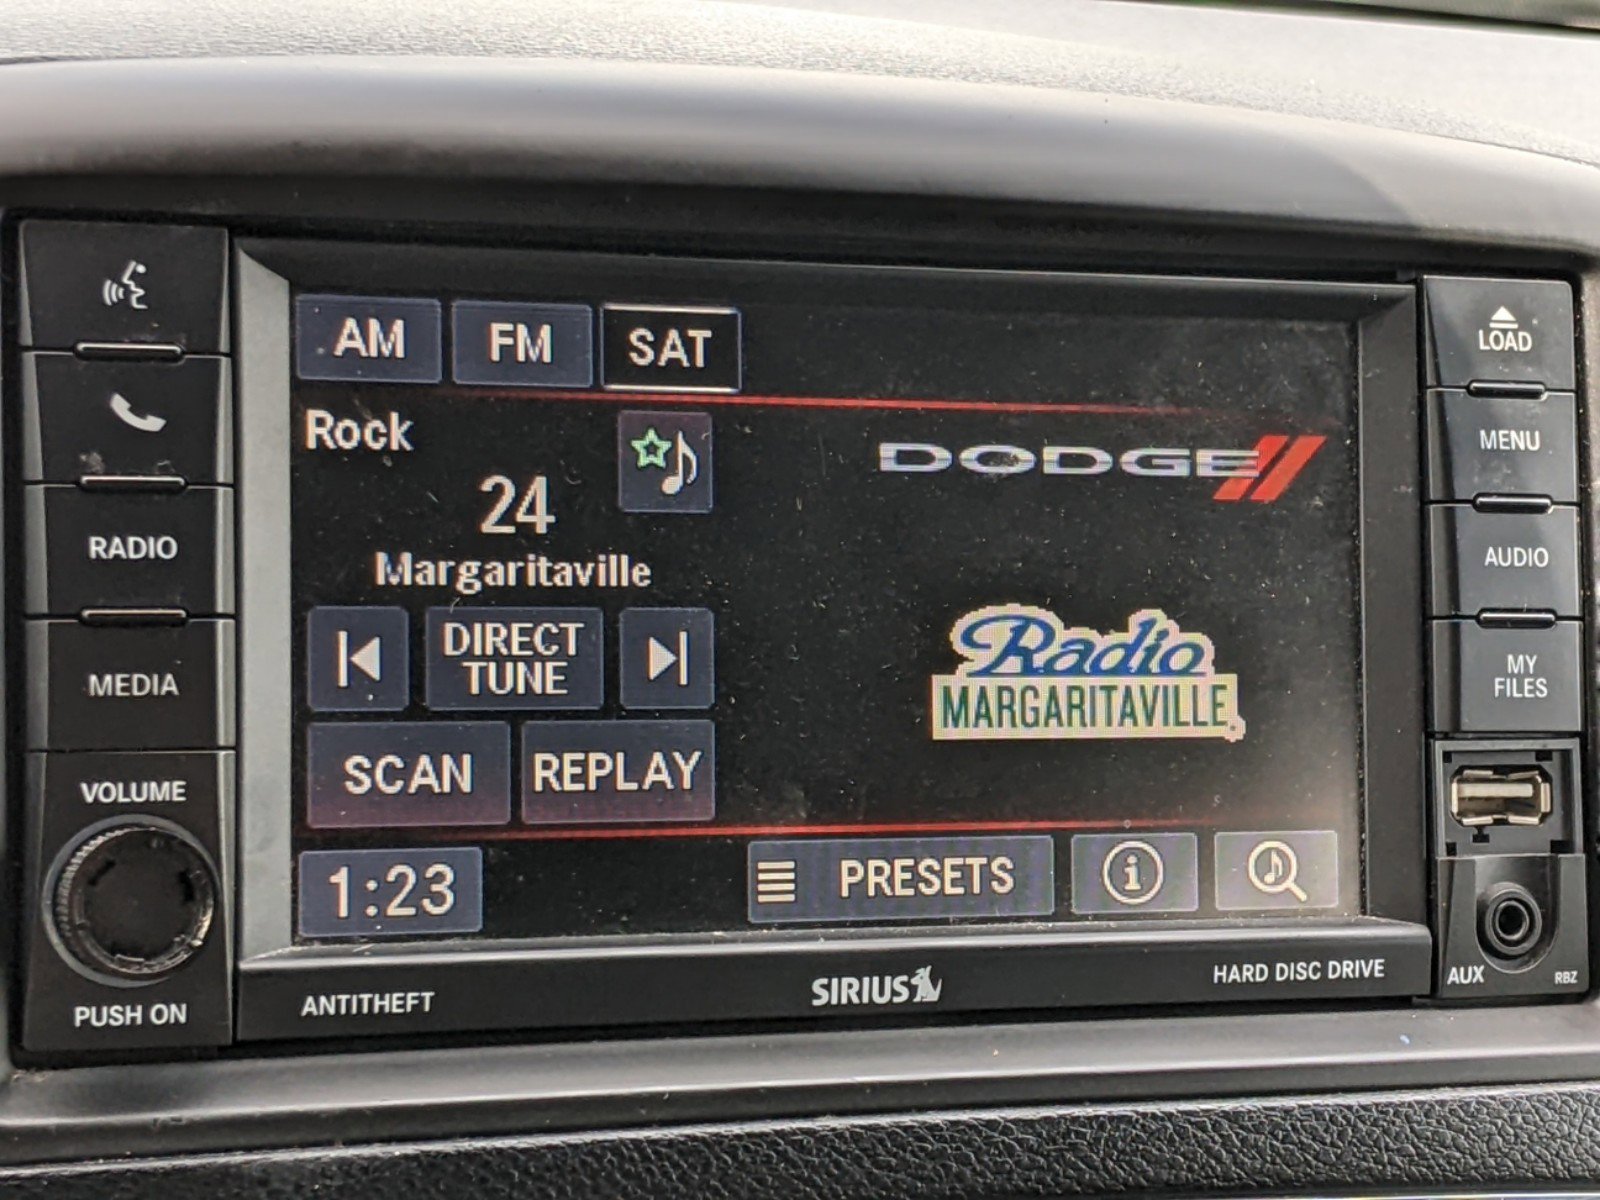 AM FM SAT
Rock
24
Margaritaville
DIRECT
TUNE
SCAN REPLAY
1:23
PRESETS
DODGE
Radio
MARGARITAVILLE
RADIO
MEDIA
VOLUME
PUSH ON
LOAD
MENU
AUDIO
MY
FILES
AUX
RBZ
ANTITHEFT
SIRIUS
HARD DISC DRIVE